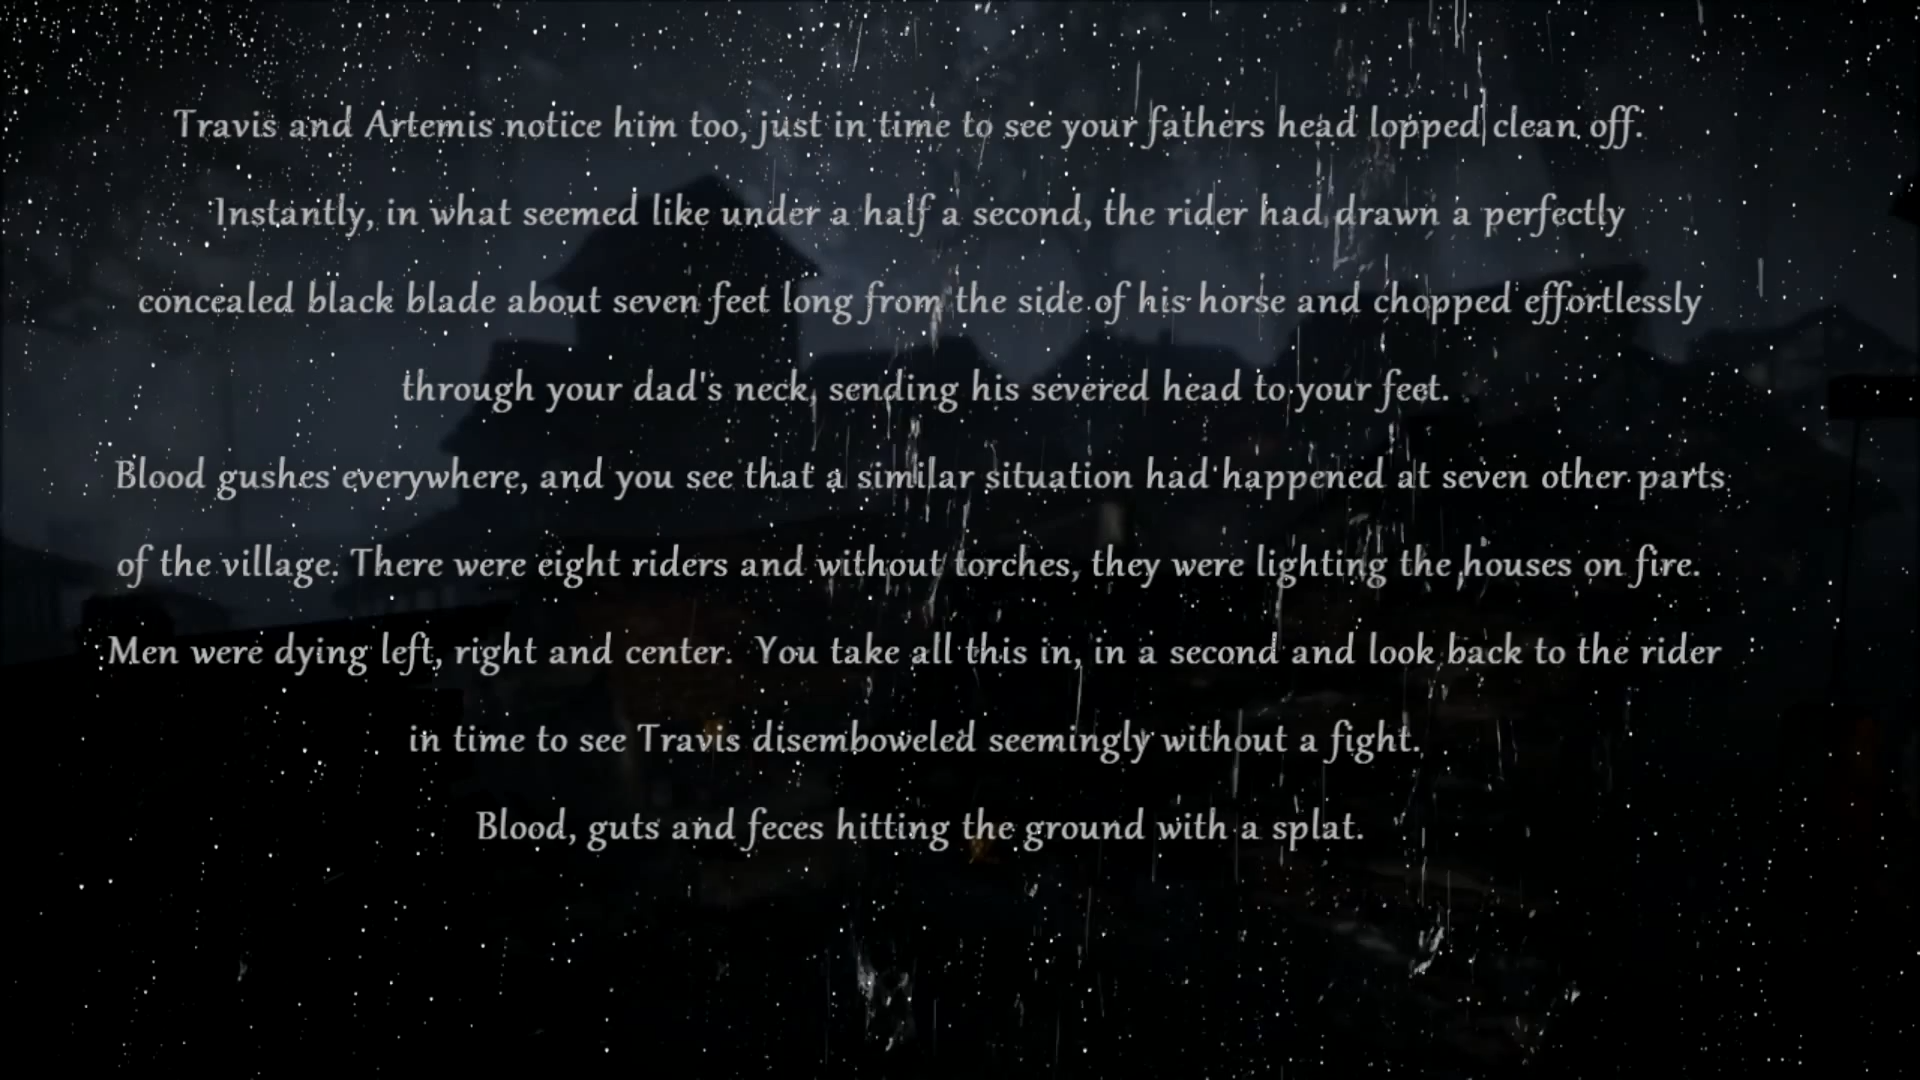 Travis and Artemis notice him too, just in time to see your fathers head lopped clean off.
Instantly, in what seemed like under a half a second, the rider had drawn a perfectly
concealed black blade about seven feet long from the side of his horse and chopped effortlessly
through your dad's neck, sending his severed head to your feet.
Blood gushes everywhere, and you see that a similar situation had happened at seven other parts
of the village. There were eight riders and without torches, they were lighting the houses on fire.
Men were dying left, right and center.  You take all this in, in a second and look back to the rider
in time to see Travis disemboweled seemingly without a fight.
Blood, guts and feces hitting the ground with a splat.